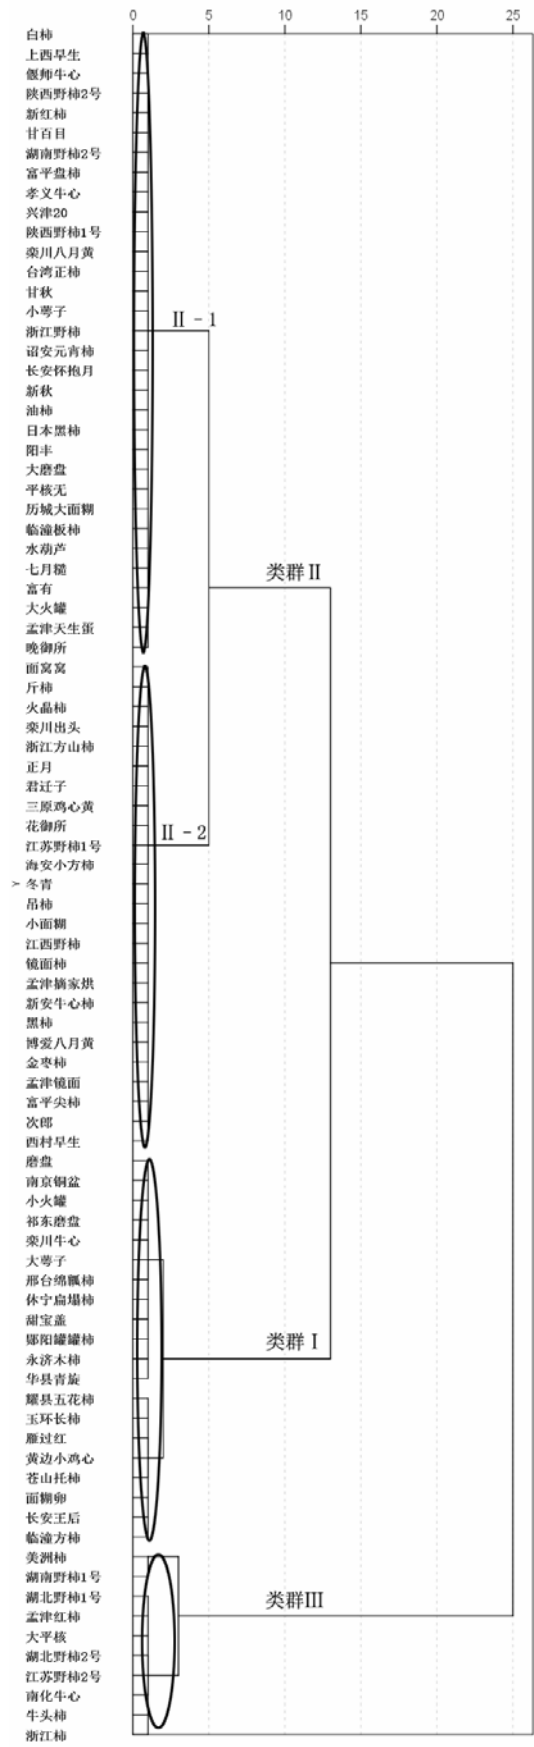 0 5 10 15 20 25
白柿
上西早生
偃师牛心
陕西野柿2号
新红柿
甘百目
湖南野柿2号
富平盘柿
孝义牛心
兴津20
陕西野柿1号
栾川八月黄
台湾正柿
甘秋
小萼子
II - 1
浙江野柿
诏安元宵柿
长安怀抱月
新秋
油柿
日本黑柿
阳丰
大磨盘
平核无
历城大面糊
临潼板柿
水葫芦
七月糙
类群 II
富有
大火罐
孟津天生蛋
晚御所
面窝窝
斤柿
火晶柿
栾川出头
浙江方山柿
正月
君迁子
三原鸡心黄
花御所
II - 2
江苏野柿1号
海安小方柿
Y
冬青
吊柿
小面糊
江西野柿
镜面柿
孟津摘家烘
新安牛心柿
黑柿
博爱八月黄
金枣柿
孟津镜面
富平尖柿
次郎
西村早生
磨盘
南京铜盆
小火罐
祁东磨盘
栾川牛心
大萼子
邢台绵瓤柿
休宁扁塌柿
甜宝盖
郧阳罐罐柿
类群 I
永济木柿
华县青旋
耀县五花柿
玉环长柿
雁过红
黄边小鸡心
苍山托柿
面糊卵
长安王后
临潼方柿
美洲柿
湖南野柿1号
湖北野柿1号
类群III
孟津红柿
大平核
湖北野柿2号
江苏野柿2号
南化牛心
牛头柿
浙江柿